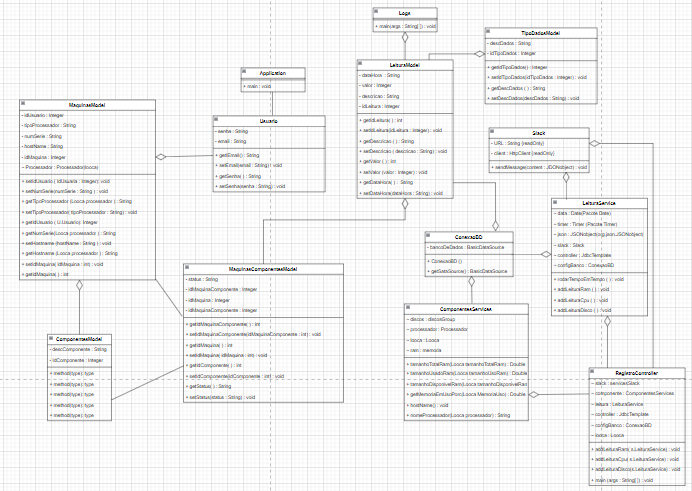 Logs
+ main(args : String[ ]) : void
TipoDadosModel
- descDados : String
- idTipoDados : Integer
+ getIdTipoDados() : Integer
+ setIdTipoDados(idTipoDados : Integer) : void
+ getDescDados ( ) : String
+ setDescDados(descDados : String) : void
LeituraModel
- dataHora : String
- valor : Integer
- descricao : String
- idLeitura : Integer
+ getIdLeitura( ) : int
+ setIdLeitura(idLeitura : Integer) : void
+ getDescricao ( ) : String
+ setDescricao ( descricao : String) : void
+ getValor ( ) : int
+ setValor (valor : Integer) : void
+ getDataHora( ) : String
+ setDataHora(dataHora : String) : void
Application
+ main : void
Usuario
- senha : String
- email : String
+ getEmail() : String
+ setEmail(email : String) : void
+ getSenha( ) : String
+ setSenha(senha : String) : void
MaquinasModel
- idUsuario : Integer
- tipoProcessador : String
- numSerie : String
- hostName : String
- idMaquina : Integer
- Processador : Processador(looca)
+ setIdUsuario ( idUsuario : Integer) : void
+ setNumSerie(numSerie : String ) : void
+ getTipoProcessador (Looca processador ) : String
+ setTipoProcessador( tipoProcessador : String) : void
+ getIdUsuario ( U.Usuario): Integer
+ getNumSerie(Looca processador ) : String
+ setHostname (hostName : String) : void
+ getHostname (Looca processador ): String
+ setIdMaquina( idMaquina : int) : void
+ getIdMaquina( ) : int
Slack
- URL : String {readOnly}
- client : HttpClient {readOnly}
+ sendMessage(content : JSONobject) : void
LeituraService
- data : Data(Pacote Date)
- timer : Timer (Pacote Timer)
- json : JSONobject(org.json.JSONObject)
- slack : Slack
- controller : JdbcTemplate
- configBanco : ConexaoBD
+ rodarTempoEmTempo ( ) : void
+ addLeituraRam ( ) : void
+ addLeituraCpu ( ) : void
+ addLeituraDisco ( ) : void
ConexaoBD
- bancoDeDados : BasicDataSource
+ ConexaoBD ()
+ getDataSource( ) : BasicDataSource
MaquinasComponentesModel
- status : String
- idMaquinaComponente : Integer
- idMaquina : Integer
- idMaquinaComponente : Integer
+ getIdMaquinaComponente( ) : int
+ setIdMaquinaComponente(idMaquinaComponente : int) : void
+ getIdMaquina( ) : int
+ setIdMaquina( idMaquina : int) : void
+ getIdComponente( ) : int
+ setIdComponente(idComponente : int) : void
+ getStatus( ) : String
+ setStatus(status : String) : void
ComponentesServices
- discos : discosGroup
- processador : Processador
- looca : Looca
- ram : memoria
+ tamanhoTotalRam(Looca tamanhoTotalRam) : Double
+ tamanhoUsadoRam(Looca tamanhoUsoRam) : Double
+ tamanhoDisponivelRam(Looca tamanhoDisponivelRam)
+ getMemoriaEmUsoPorc(Looca MemoriaUso) : Double
+ hostName() : void
+ nomeProcessador(Looca processador) : String
ComponentesModel
- descComponente : String
- idComponente : Integer
+ method(type): type
+ method(type): type
+ method(type): type
+ method(type): type
+ method(type): type
RegistroController
- slack : servicesSlack
- componente : ComponentesServices
- leitura : LeituraService
- controller : JdbcTemplate
- configBanco : ConexaoBD
- looca : Looca
+ addLeituraRam( s.LeituraService) : void
+ addLeituraCpu( s.LeituraService) : void
+ addLeituraDisco( s.LeituraService) : void
+ main (args : String[ ]) : void